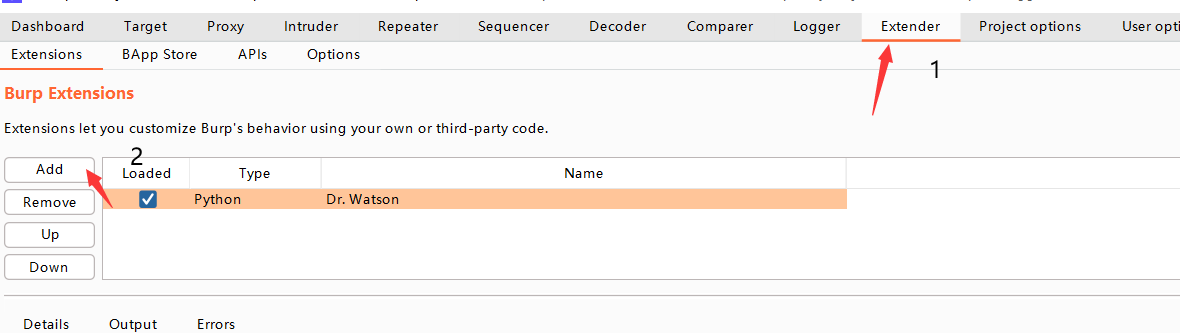 Dashboard Target Proxy Intruder Repeater Sequencer Decoder Comparer Logger Extender Project options User opti
Extensions BApp Store APIs Options
1
Burp Extensions
Extensions let you customize Burp's behavior using your own or third-party code.
2
Add Loaded Type Name
Remove Python Dr. Watson
Up
Down
Details Output Errors